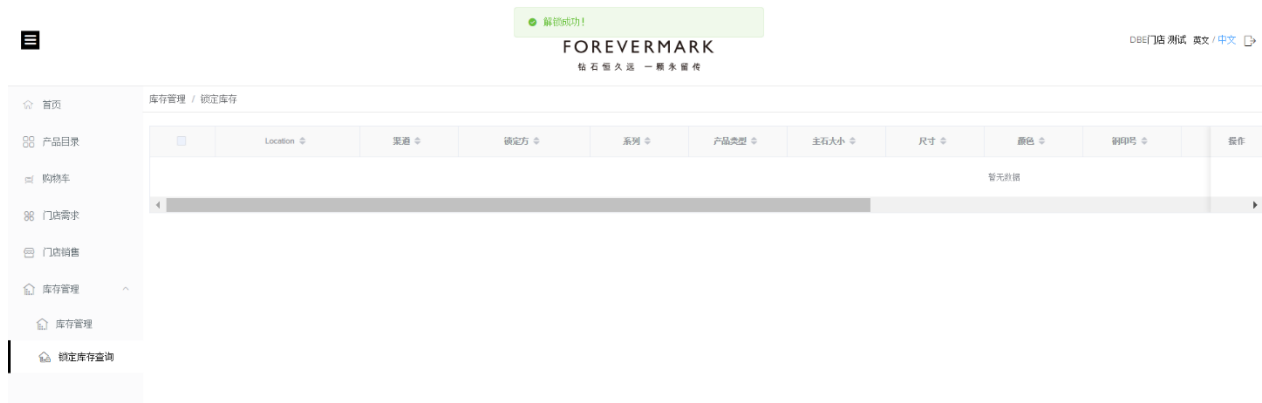 解锁成功!
FOREVERMARK
钻石恒久远 一颗永留传
DBE门店 测试 英文 / 中文
首页
产品目录
购物车
门店需求
门店销售
库存管理
库存管理
锁定库存查询
库存管理 / 锁定库存
Location 渠道 锁定方 系列 产品类型 主石大小 尺寸 颜色 钢印号 操作
暂无数据